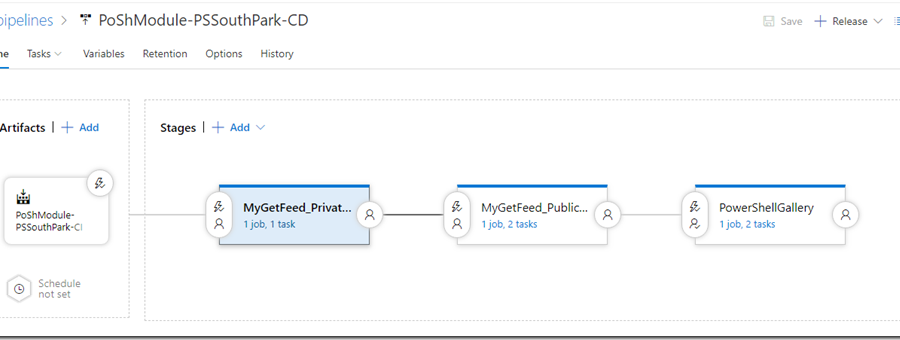 pipelines > PoShModule-PSSouthPark-CD
Save
+ Release
Tasks
Variables
Retention
Options
History
Artifacts | + Add
Stages | + Add
PoShModule-
PSSouthPark-CI
Schedule
not set
MyGetFeed_Privat...
1 job, 1 task
MyGetFeed_Public...
1 job, 2 tasks
PowerShellGallery
1 job, 2 tasks